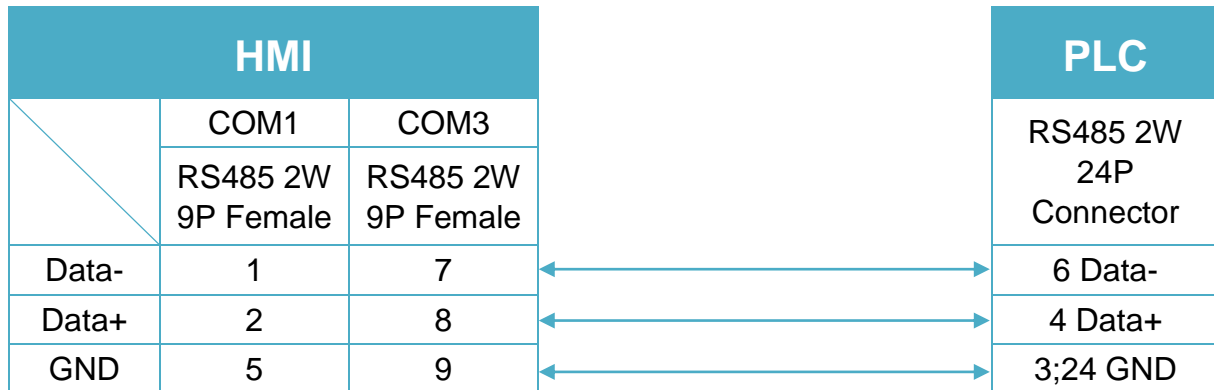 HMI
PLC
COM1
COM3
RS485 2W
9P Female
RS485 2W
9P Female
RS485 2W
24P
Connector
Data-
1
7
6 Data-
Data+
2
8
4 Data+
GND
5
9
3;24 GND